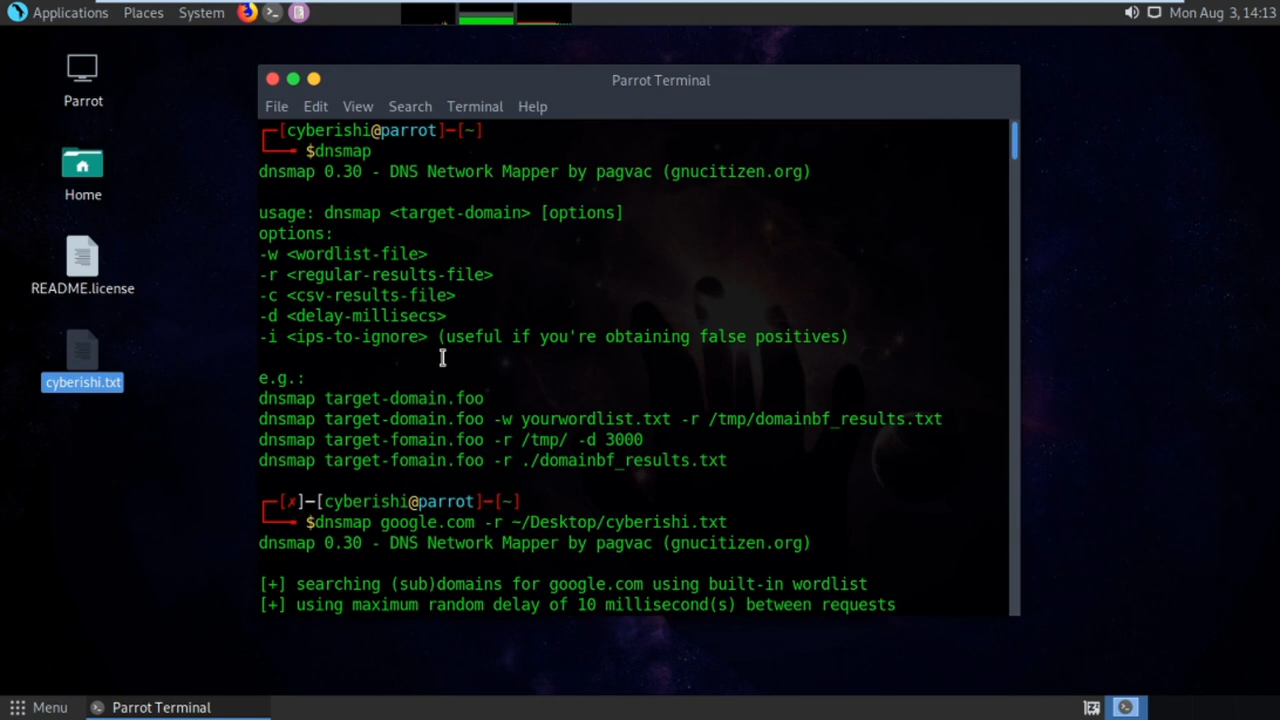 Applications Places System
Mon Aug 3, 14:13
Parrot
Home
README.license
cyberishi.txt
Parrot Terminal
File Edit View Search Terminal Help
┌─[cyberishi@parrot]─[~]
└──╼ $dnsmap
dnsmap 0.30 - DNS Network Mapper by pagvac (gnucitizen.org)
usage: dnsmap <target-domain> [options]
options:
-w <wordlist-file>
-r <regular-results-file>
-c <csv-results-file>
-d <delay-millisecs>
-i <ips-to-ignore> (useful if you're obtaining false positives)
e.g.:
dnsmap target-domain.foo
dnsmap target-domain.foo -w yourwordlist.txt -r /tmp/domainbf_results.txt
dnsmap target-fomain.foo -r /tmp/ -d 3000
dnsmap target-fomain.foo -r ./domainbf_results.txt
┌─[✗]─[cyberishi@parrot]─[~]
└──╼ $dnsmap google.com -r ~/Desktop/cyberishi.txt
dnsmap 0.30 - DNS Network Mapper by pagvac (gnucitizen.org)
[+] searching (sub)domains for google.com using built-in wordlist
[+] using maximum random delay of 10 millisecond(s) between requests
Menu Parrot Terminal